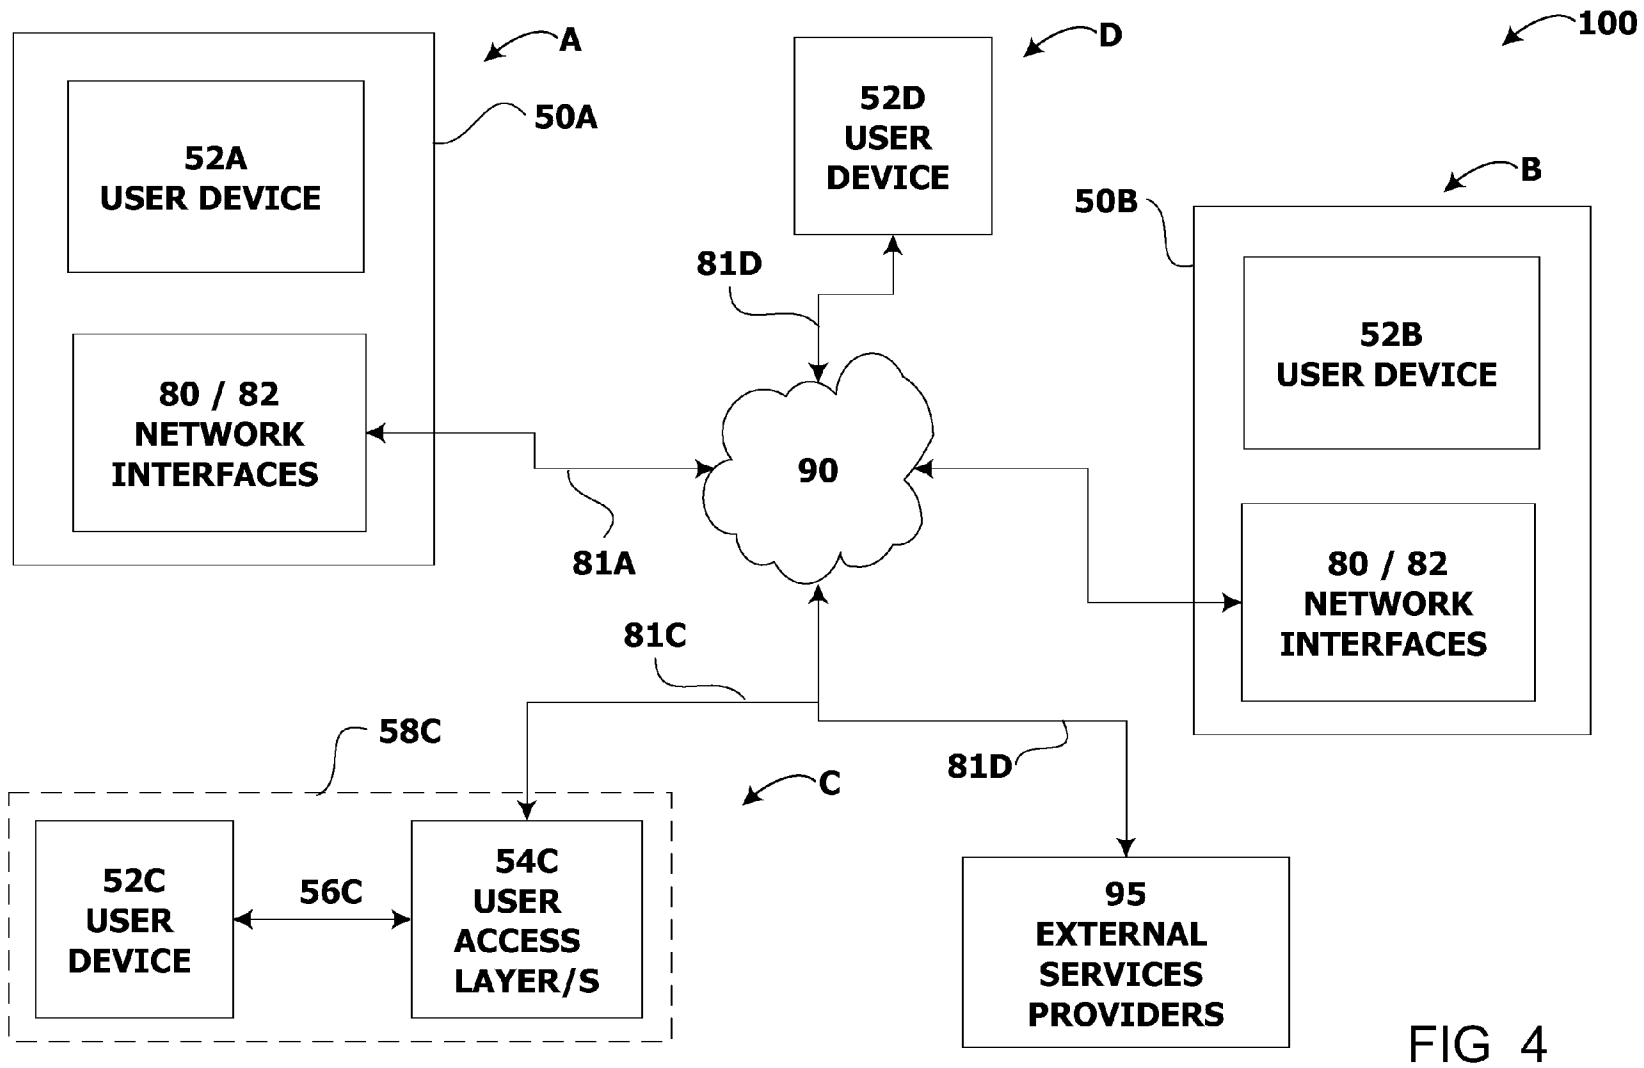 100
A
50A
52A
USER DEVICE
80 / 82
NETWORK
INTERFACES
81A
D
52D
USER
DEVICE
81D
90
B
50B
52B
USER DEVICE
80 / 82
NETWORK
INTERFACES
81C
58C
C
52C
USER
DEVICE
56C
54C
USER
ACCESS
LAYER/S
81D
95
EXTERNAL
SERVICES
PROVIDERS
FIG 4